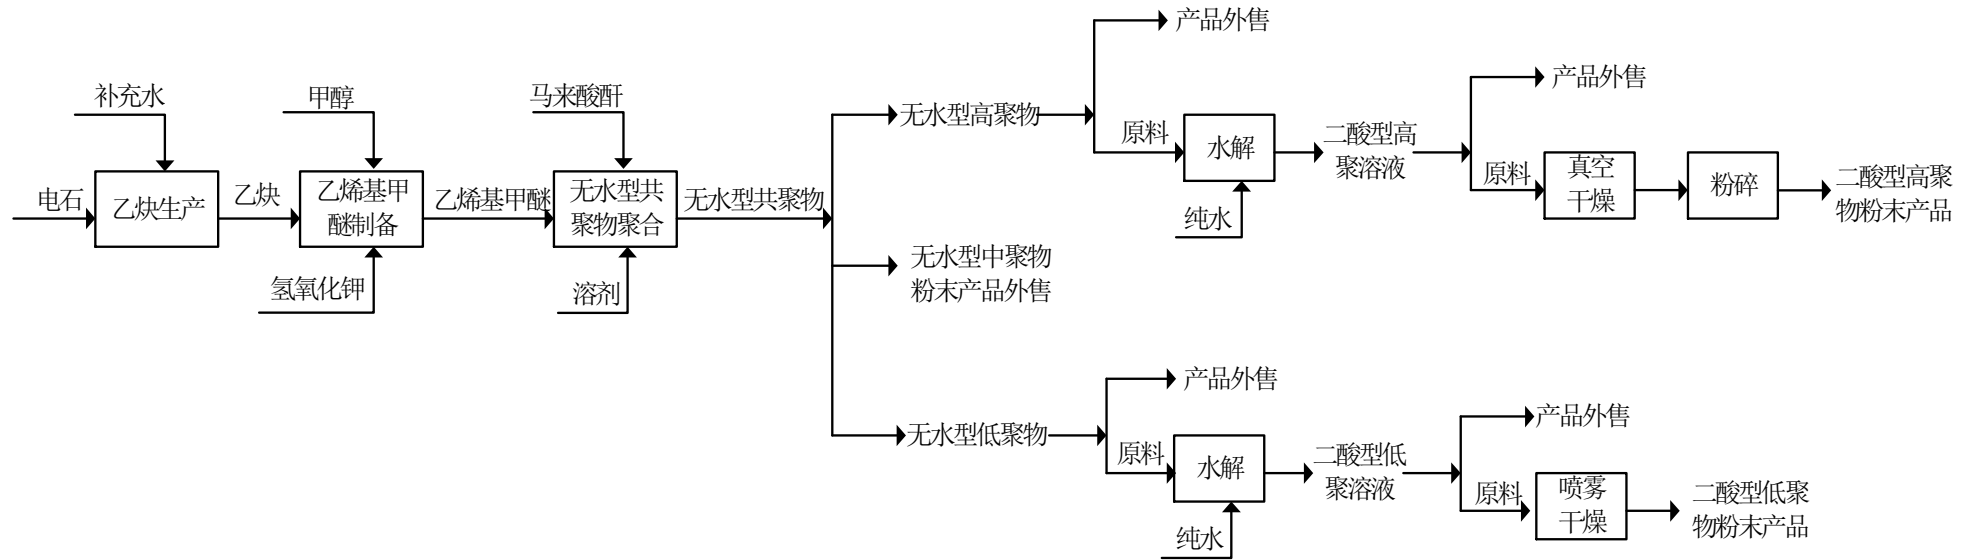 产品外售
产品外售
补充水
甲醇
马来酸酐
无水型高聚物
原料
水解
二酸型高
聚溶液
原料
真空
干燥
粉碎
二酸型高聚
物粉末产品
电石
乙炔生产
乙炔
乙烯基甲
醚制备
乙烯基甲醚
无水型共
聚物聚合
无水型共聚物
纯水
氢氧化钾
溶剂
无水型中聚物
粉末产品外售
产品外售
产品外售
无水型低聚物
原料
水解
二酸型低
聚溶液
原料
喷雾
干燥
二酸型低聚
物粉末产品
纯水